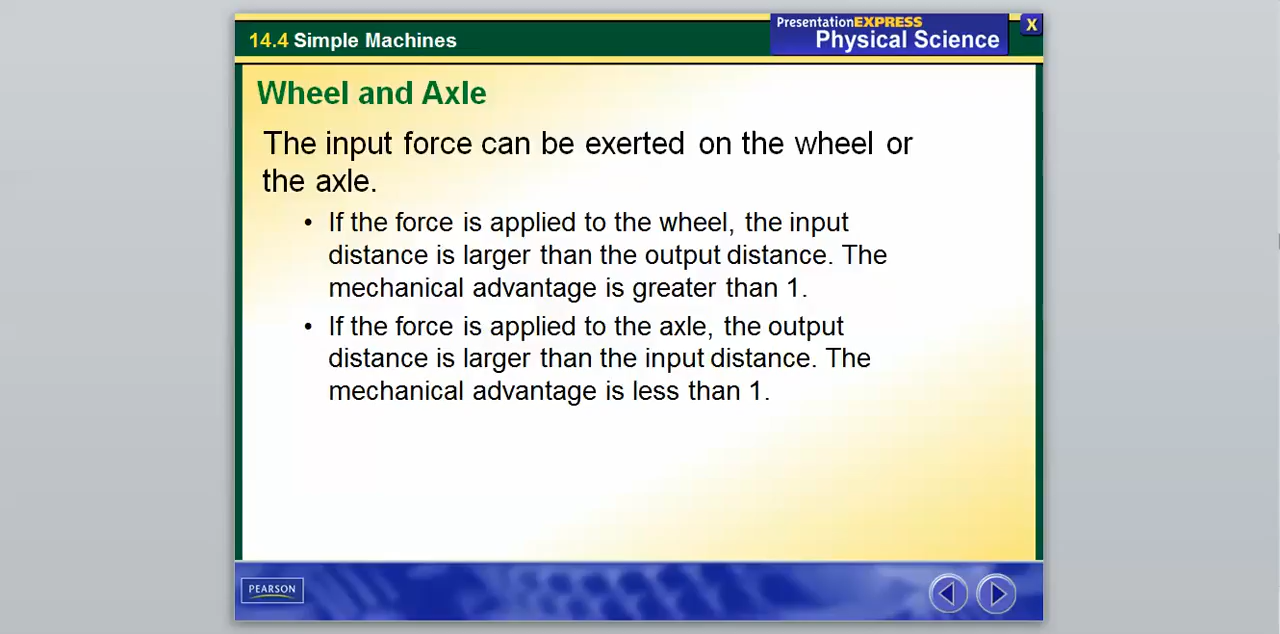 PresentationEXPRESS
14.4 Simple Machines
Physical Science
X
Wheel and Axle
The input force can be exerted on the wheel or
the axle.
• If the force is applied to the wheel, the input
distance is larger than the output distance. The
mechanical advantage is greater than 1.
• If the force is applied to the axle, the output
distance is larger than the input distance. The
mechanical advantage is less than 1.
PEARSON